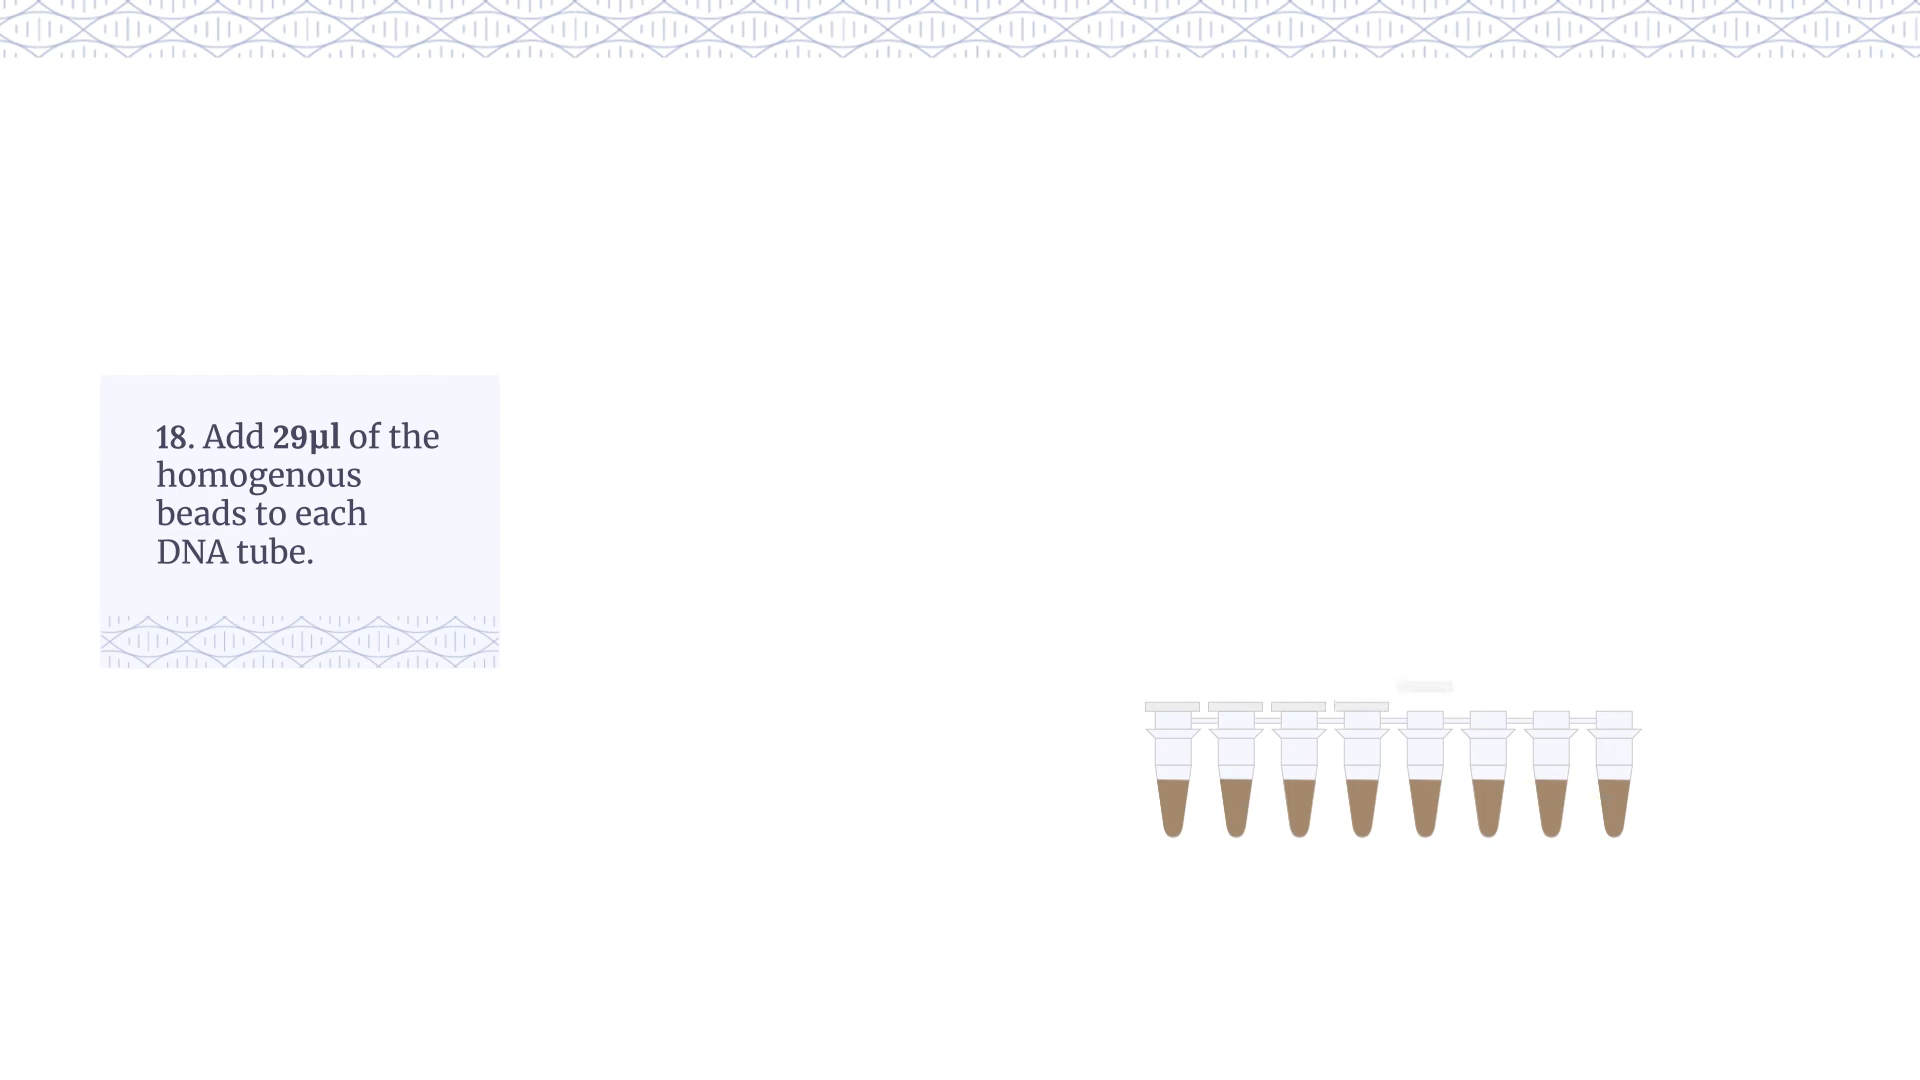 18. Add 29µl of the
homogenous
beads to each
DNA tube.